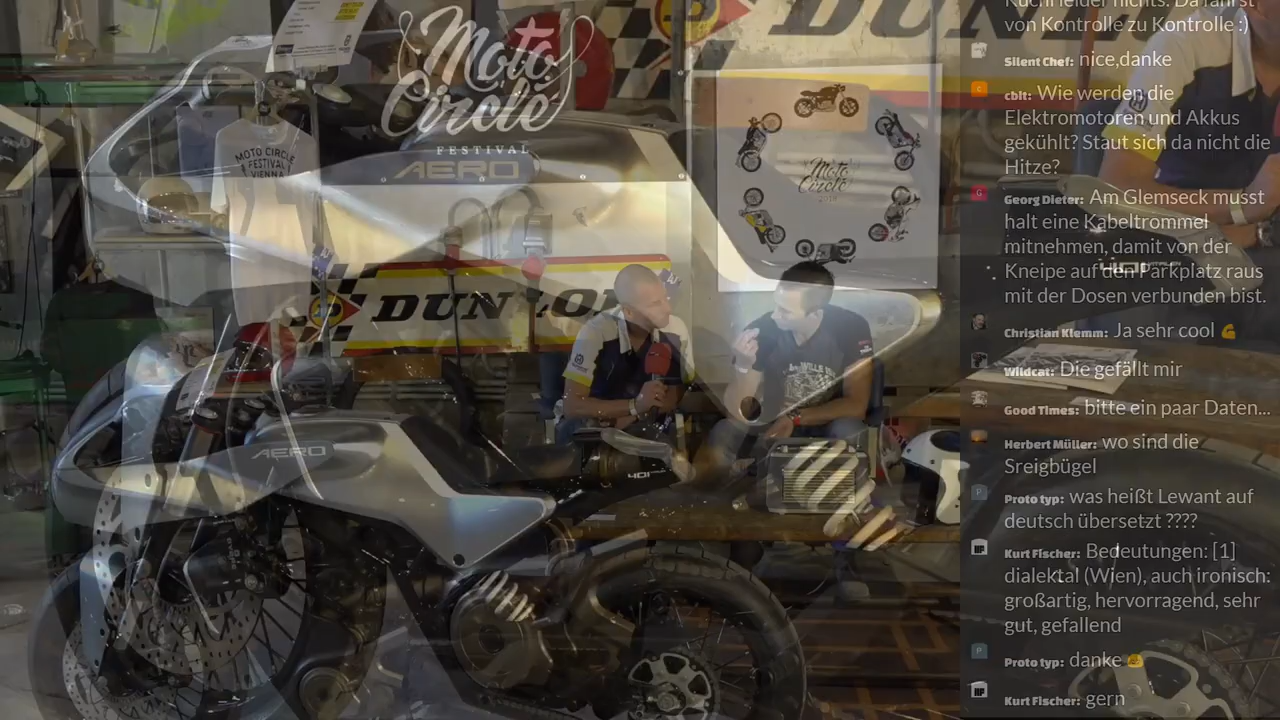 Moto
Circle
FESTIVAL
AERO
MOTO CIRCLE
FESTIVAL
VIENNA
Moto
Circle
DUNLOP
AERO
401
401
von Kontrolle zu Kontrolle :)
Silent Chef: nice,danke
cblt: Wie werden die
Elektromotoren und Akkus
gekühlt? Staut sich da nicht die
Hitze?
Georg Dieter: Am Glemseck musst
halt eine Kabeltrommel
mitnehmen, damit von der
Kneipe auf den Parkplatz raus
mit der Dosen verbunden bist.
Christian Klemm: Ja sehr cool 💪
Wildcat: Die gefällt mir
Good Times: bitte ein paar Daten...
Herbert Müller: wo sind die
Sreigbügel
Proto typ: was heißt Lewant auf
deutsch übersetzt ????
Kurt Fischer: Bedeutungen: [1]
dialektal (Wien), auch ironisch:
großartig, hervorragend, sehr
gut, gefallend
Proto typ: danke
Kurt Fischer: gern